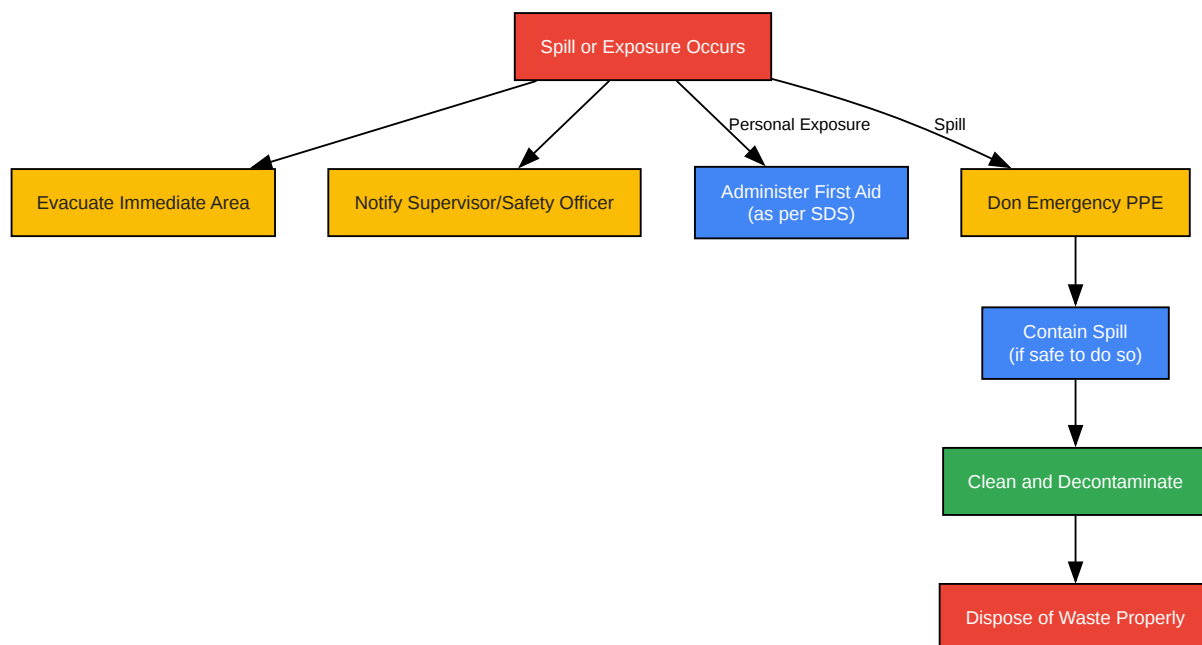 Spill or Exposure Occurs
Personal Exposure
Spill
Evacuate Immediate Area
Notify Supervisor/Safety Officer
Administer First Aid
(as per SDS)
Don Emergency PPE
Contain Spill
(if safe to do so)
Clean and Decontaminate
Dispose of Waste Properly